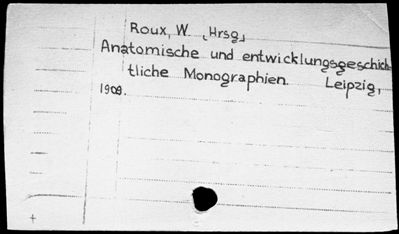 Roux, W. [Hrsg.]
Anatomische und entwicklungsgeschich-
tliche Monographien. Leipzig,
1909.
+